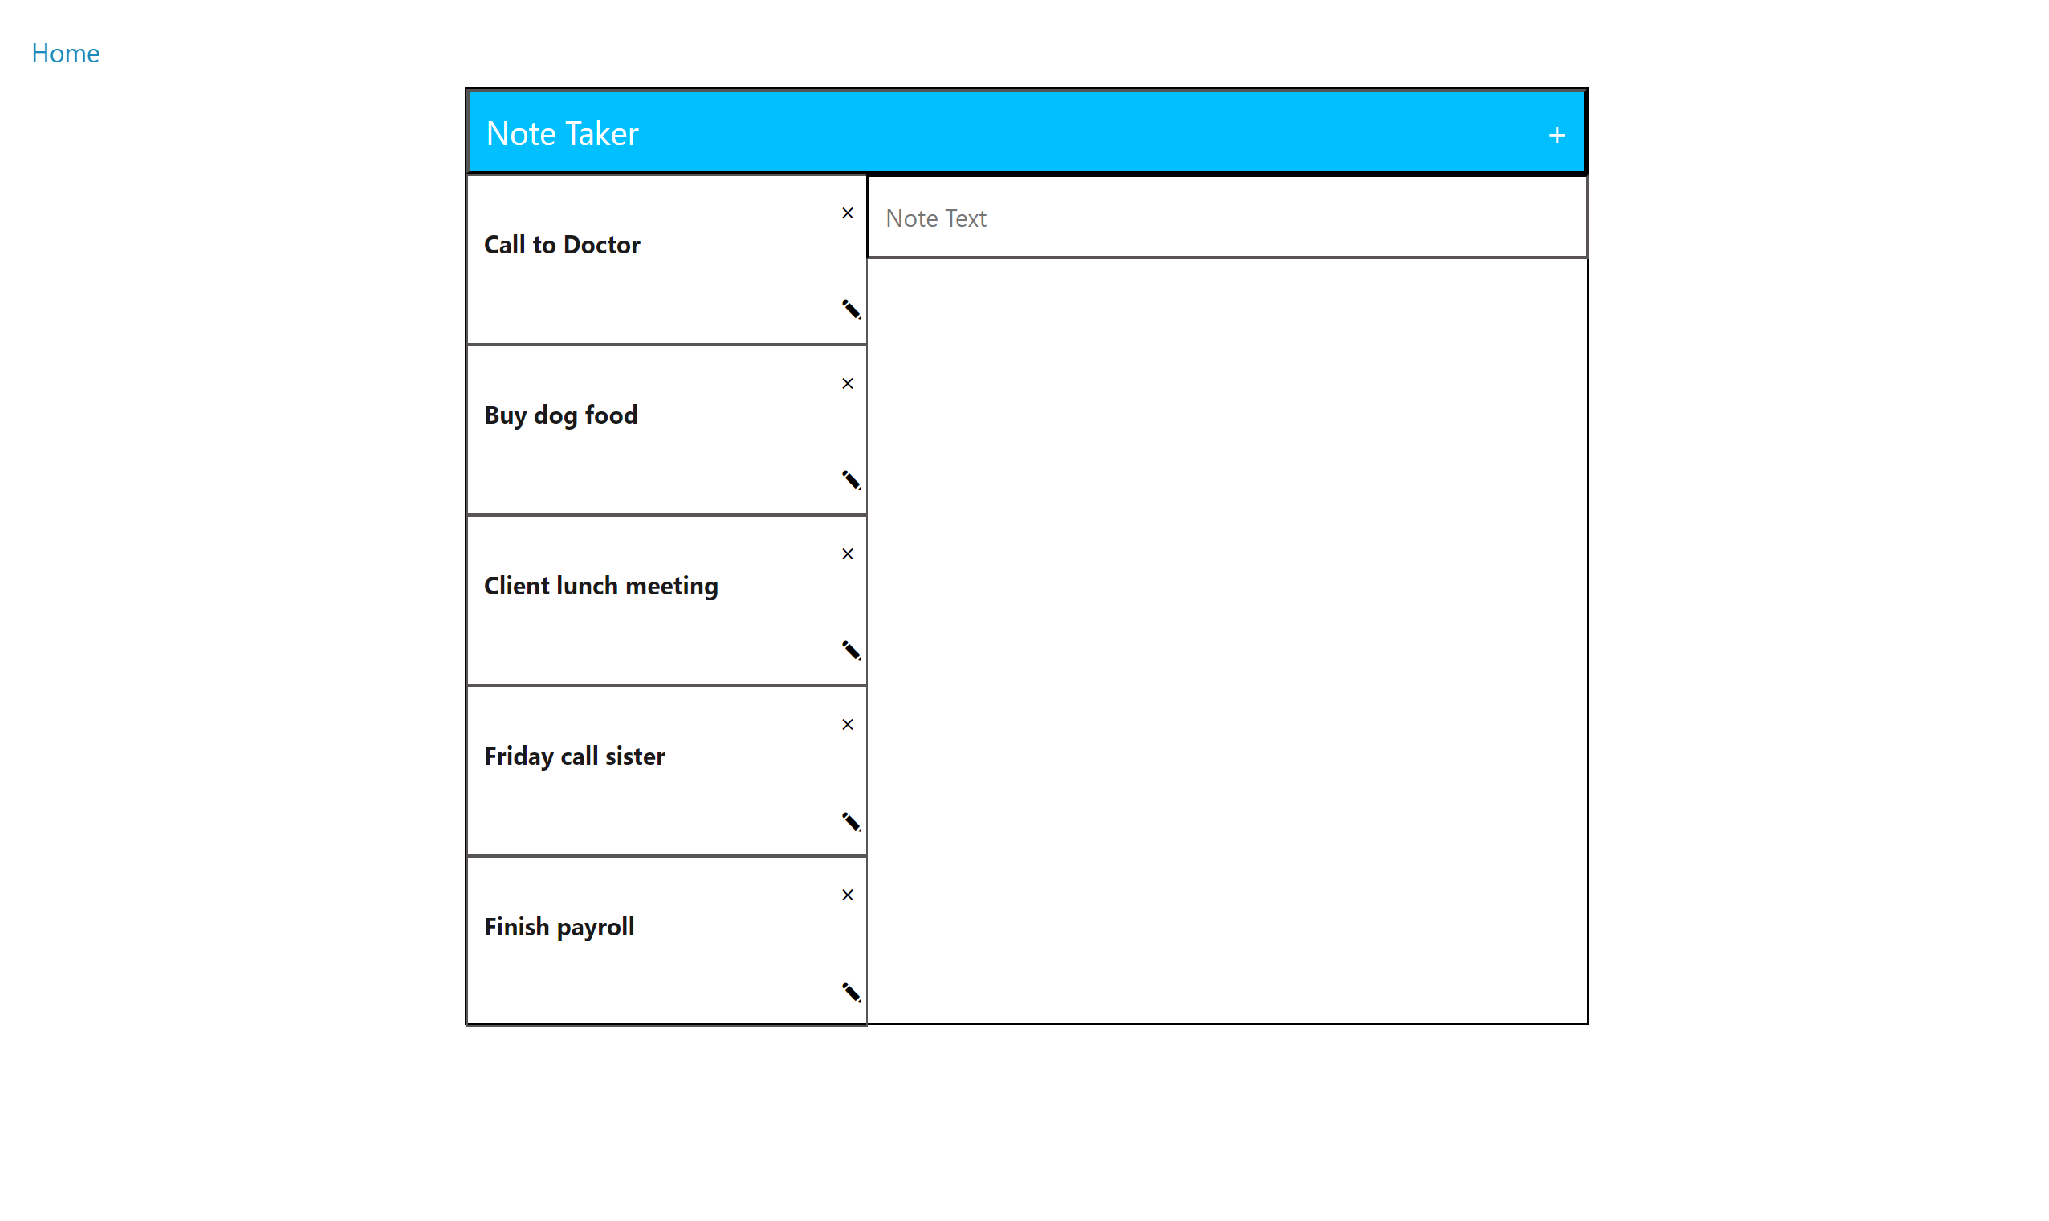 Home
Note Taker +
Note Text
×
Call to Doctor
×
Buy dog food
×
Client lunch meeting
×
Friday call sister
×
Finish payroll